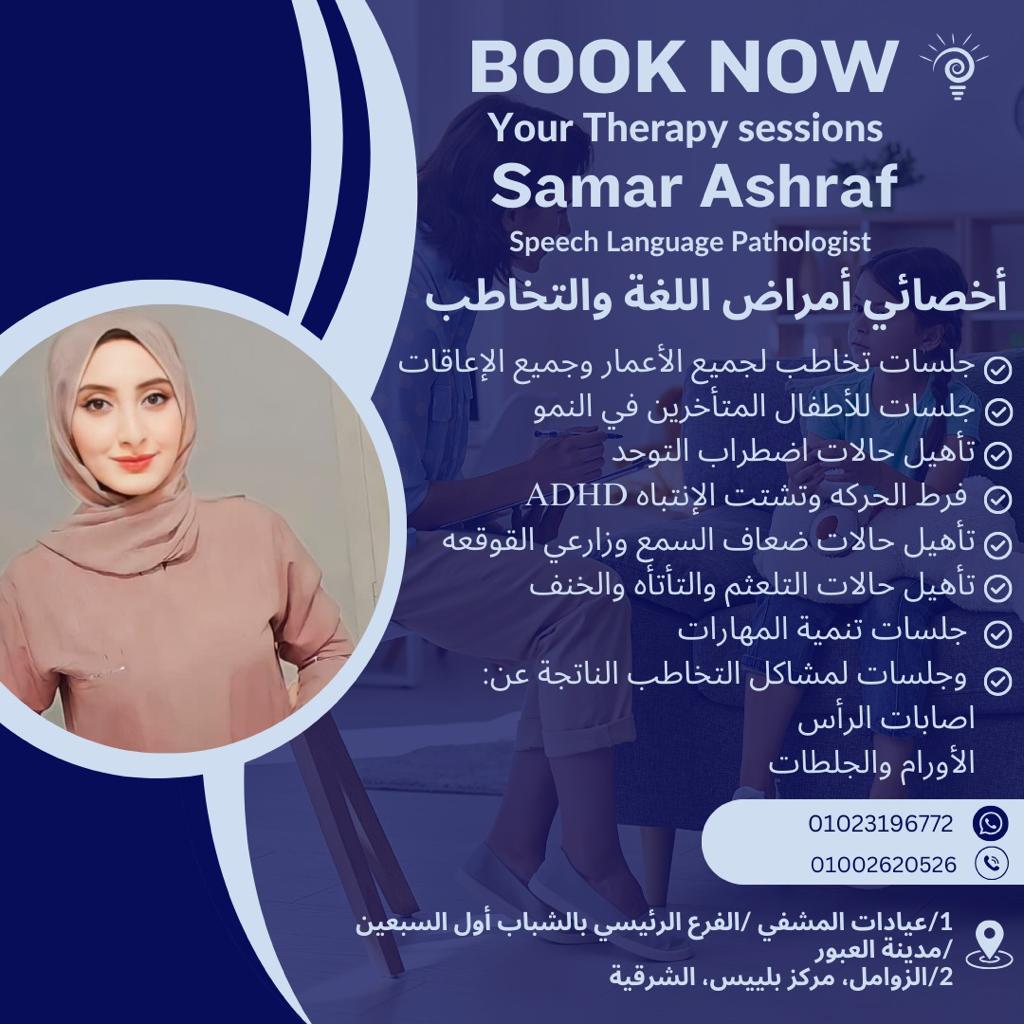 BOOK NOW
Your Therapy sessions
Samar Ashraf
Speech Language Pathologist
أخصائي أمراض اللغة والتخاطب
جلسات تخاطب لجميع الأعمار وجميع الإعاقات
جلسات للأطفال المتأخرين في النمو
تأهيل حالات اضطراب التوحد
فرط الحركه وتشتت الإنتباه ADHD
تأهيل حالات ضعاف السمع وزارعي القوقعه
تأهيل حالات التلعثم والتأتأه والخنف
جلسات تنمية المهارات
وجلسات لمشاكل التخاطب الناتجة عن:
اصابات الرأس
الأورام والجلطات
01023196772
01002620526
1/عيادات المشفي /الفرع الرئيسي بالشباب أول السبعين
/مدينة العبور
2/الزوامل، مركز بلبيس، الشرقية